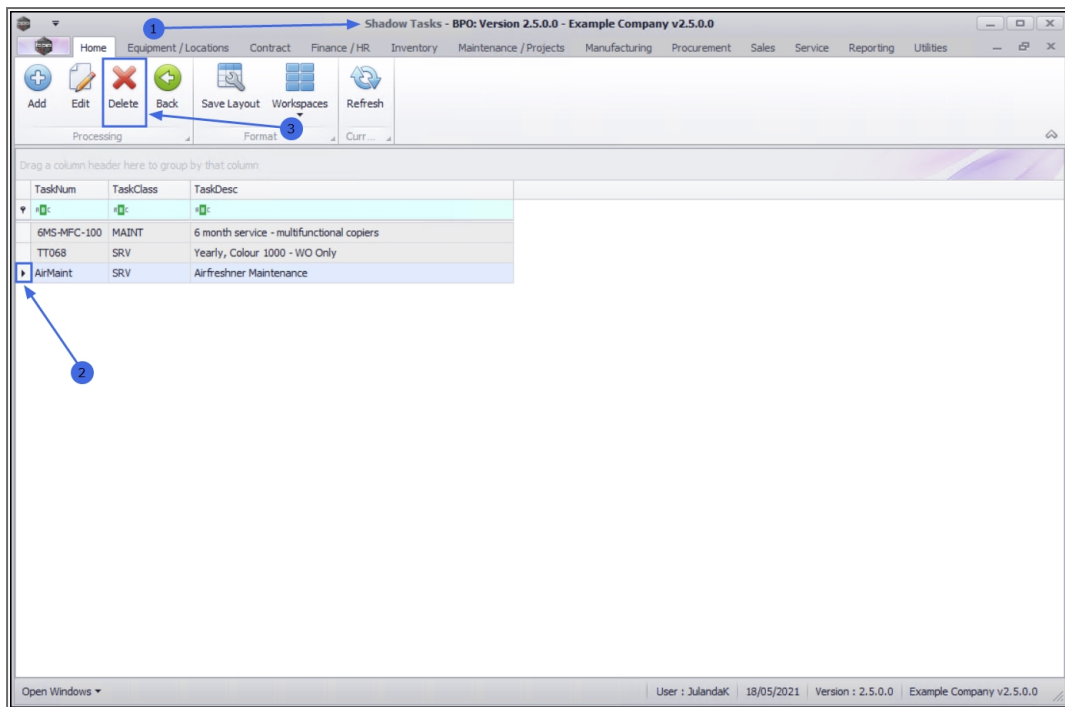 1
Shadow Tasks - BPO: Version 2.5.0.0 - Example Company v2.5.0.0
Home Equipment / Locations Contract Finance / HR Inventory Maintenance / Projects Manufacturing Procurement Sales Service Reporting Utilities
Add Edit Delete Back Save Layout Workspaces Refresh
3
Processing Format Curr...
Drag a column header here to group by that column
TaskNum TaskClass TaskDesc
6MS-MFC-100 MAINT 6 month service - multifunctional copiers
TT068 SRV Yearly, Colour 1000 - WO Only
AirMaint SRV Airfreshner Maintenance
2
Open Windows User : JulandaK 18/05/2021 Version : 2.5.0.0 Example Company v2.5.0.0